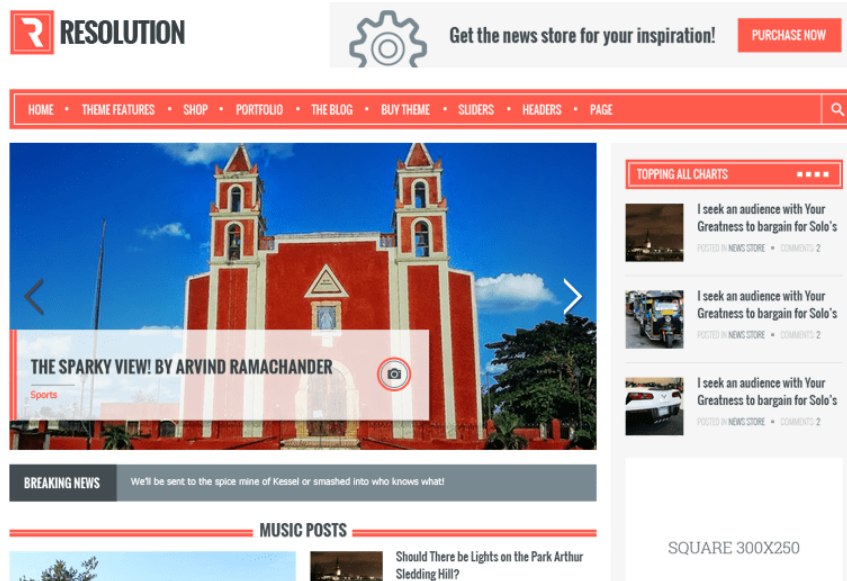 RESOLUTION
Get the news store for your inspiration!
PURCHASE NOW
HOME • THEME FEATURES • SHOP • PORTFOLIO • THE BLOG • BUY THEME • SLIDERS • HEADERS • PAGE
THE SPARKY VIEW! BY ARVIND RAMACHANDER
Sports
BREAKING NEWS
We'll be sent to the spice mine of Kessel or smashed into who knows what!
MUSIC POSTS
Should There be Lights on the Park Arthur
Sledding Hill?
TOPPING ALL CHARTS
I seek an audience with Your
Greatness to bargain for Solo's
POSTED IN NEWS STORE • COMMENTS: 2
I seek an audience with Your
Greatness to bargain for Solo's
POSTED IN NEWS STORE • COMMENTS: 2
I seek an audience with Your
Greatness to bargain for Solo's
POSTED IN NEWS STORE • COMMENTS: 2
SQUARE 300X250